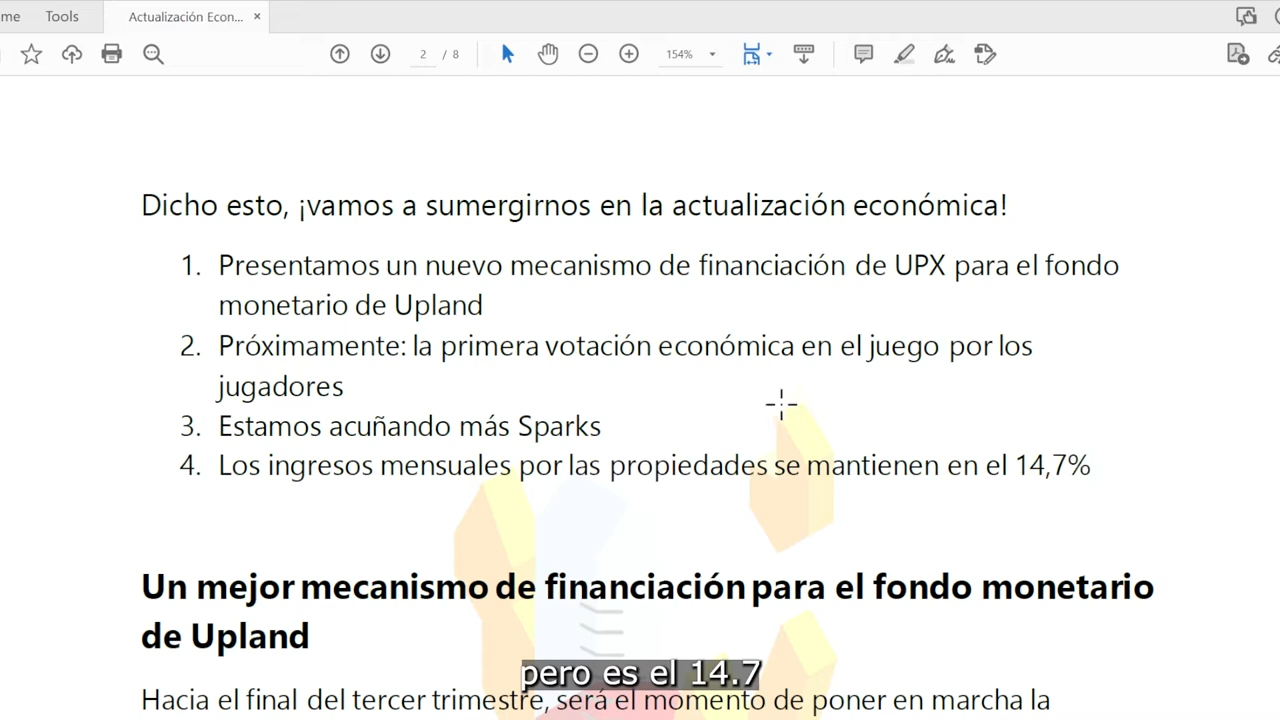 me Tools Actualización Econ... ×
2 / 8 154%
Dicho esto, ¡vamos a sumergirnos en la actualización económica!
1. Presentamos un nuevo mecanismo de financiación de UPX para el fondo
monetario de Upland
2. Próximamente: la primera votación económica en el juego por los
jugadores
3. Estamos acuñando más Sparks
4. Los ingresos mensuales por las propiedades se mantienen en el 14,7%
Un mejor mecanismo de financiación para el fondo monetario
de Upland
pero es el 14.7
Hacia el final del tercer trimestre, será el momento de poner en marcha la